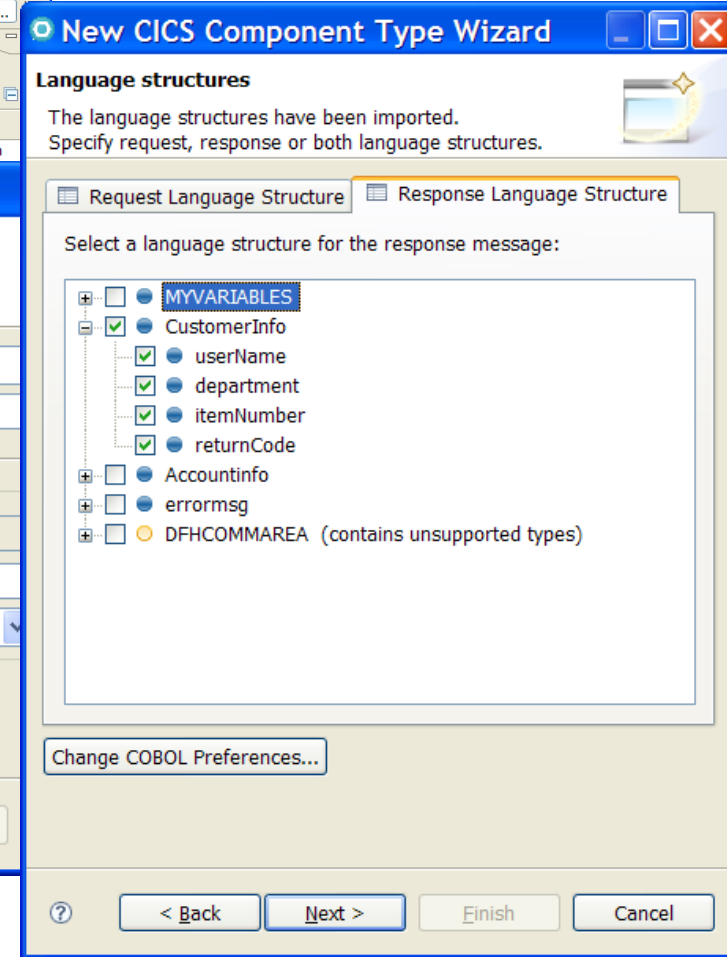 New CICS Component Type Wizard
Language structures
The language structures have been imported.
Specify request, response or both language structures.
Request Language Structure
Response Language Structure
Select a language structure for the response message:
MYVARIABLES
CustomerInfo
userName
department
itemNumber
returnCode
Accountinfo
errormsg
DFHCOMMAREA (contains unsupported types)
Change COBOL Preferences...
< Back
Next >
Finish
Cancel